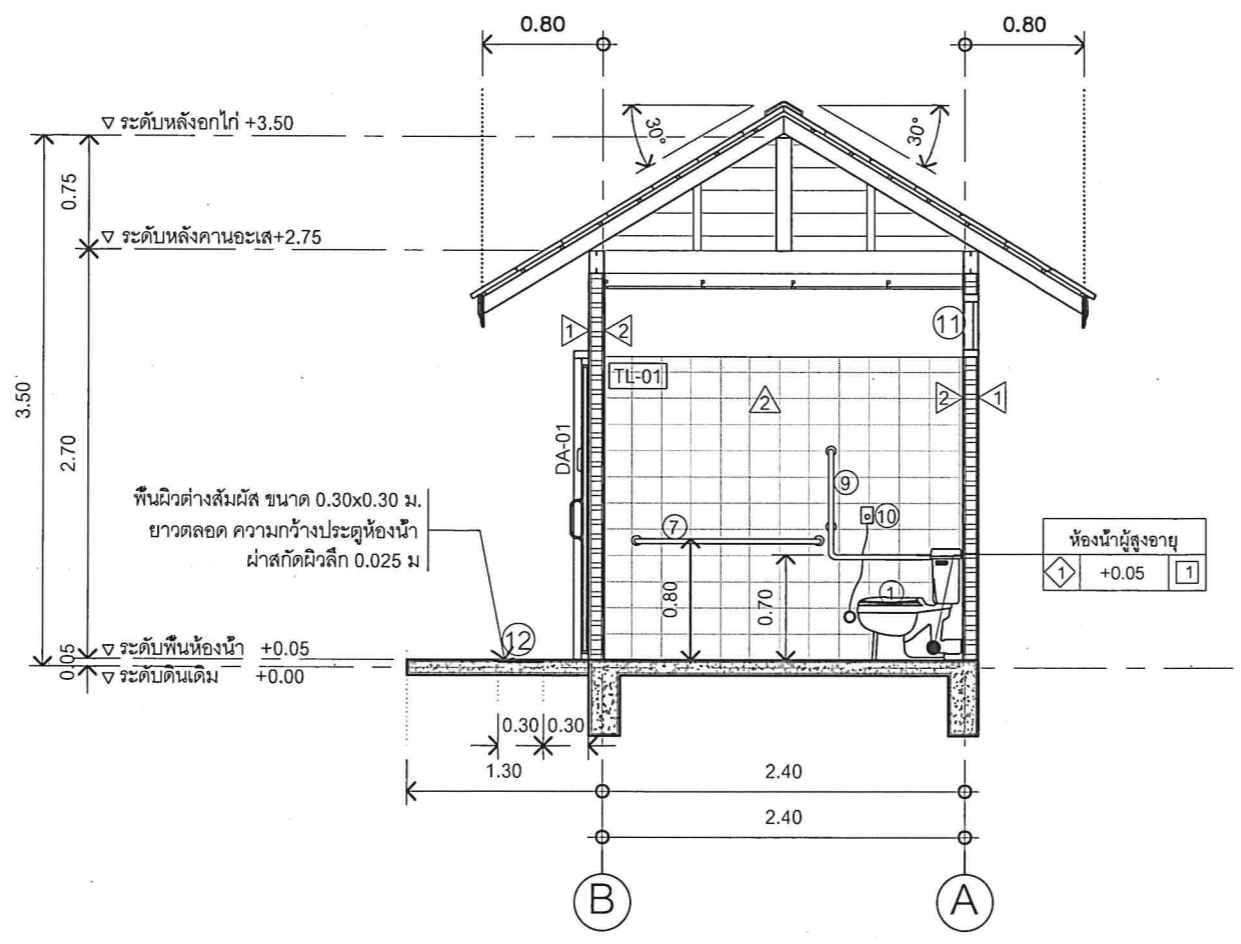 0.80
0.80
▽ ระดับหลังอกไก่ +3.50
30°
30°
0.75
▽ ระดับหลังคานอะเส+2.75
1
2
11
TL-01
2
2
1
3.50
2.70
DA-01
9
พื้นผิวต่างสัมผัส ขนาด 0.30x0.30 ม.
ยาวตลอด ความกว้างประตูห้องน้ำ
ผ่าสกัดผิวลึก 0.025 ม
7
10
ห้องน้ำผู้สูงอายุ
1 +0.05 1
0.80
0.70
1
12
0.05
▽ ระดับพื้นห้องน้ำ +0.05
▽ ระดับดินเดิม +0.00
0.30 0.30
1.30
2.40
2.40
B
A